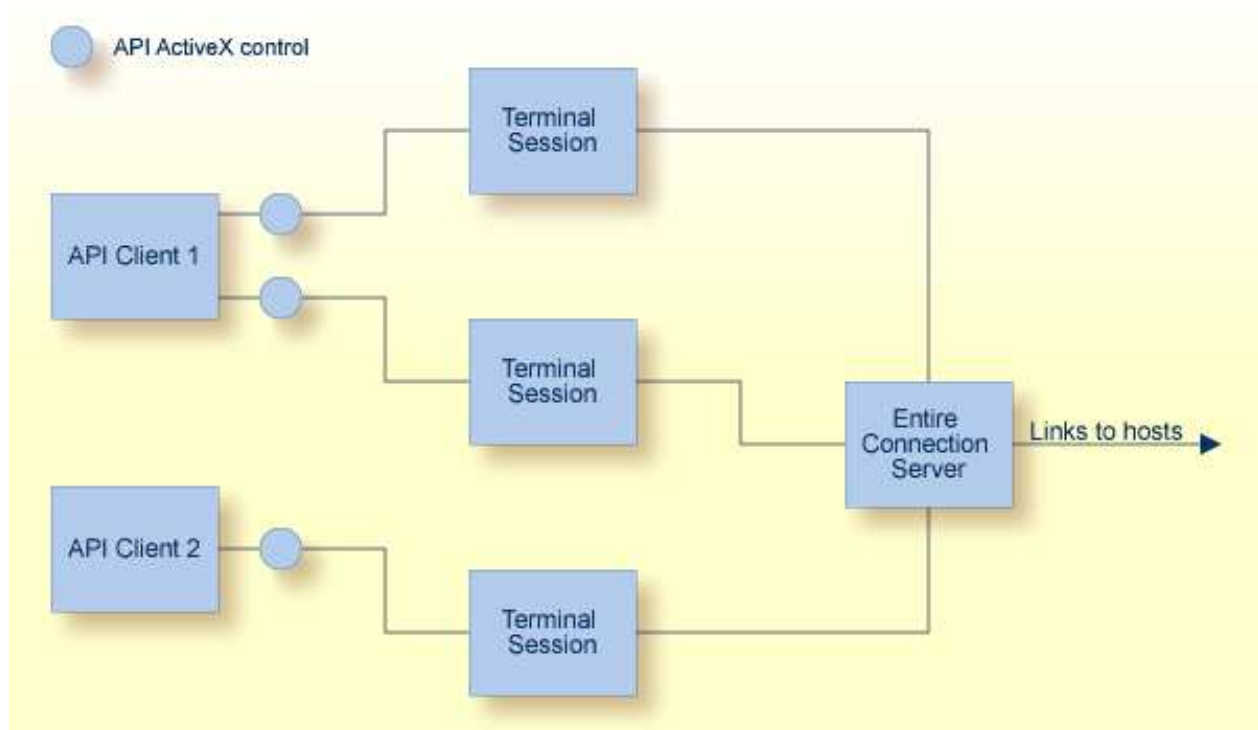 API ActiveX control
Terminal
Session
API Client 1
Terminal
Session
Entire
Connection
Server
Links to hosts
API Client 2
Terminal
Session